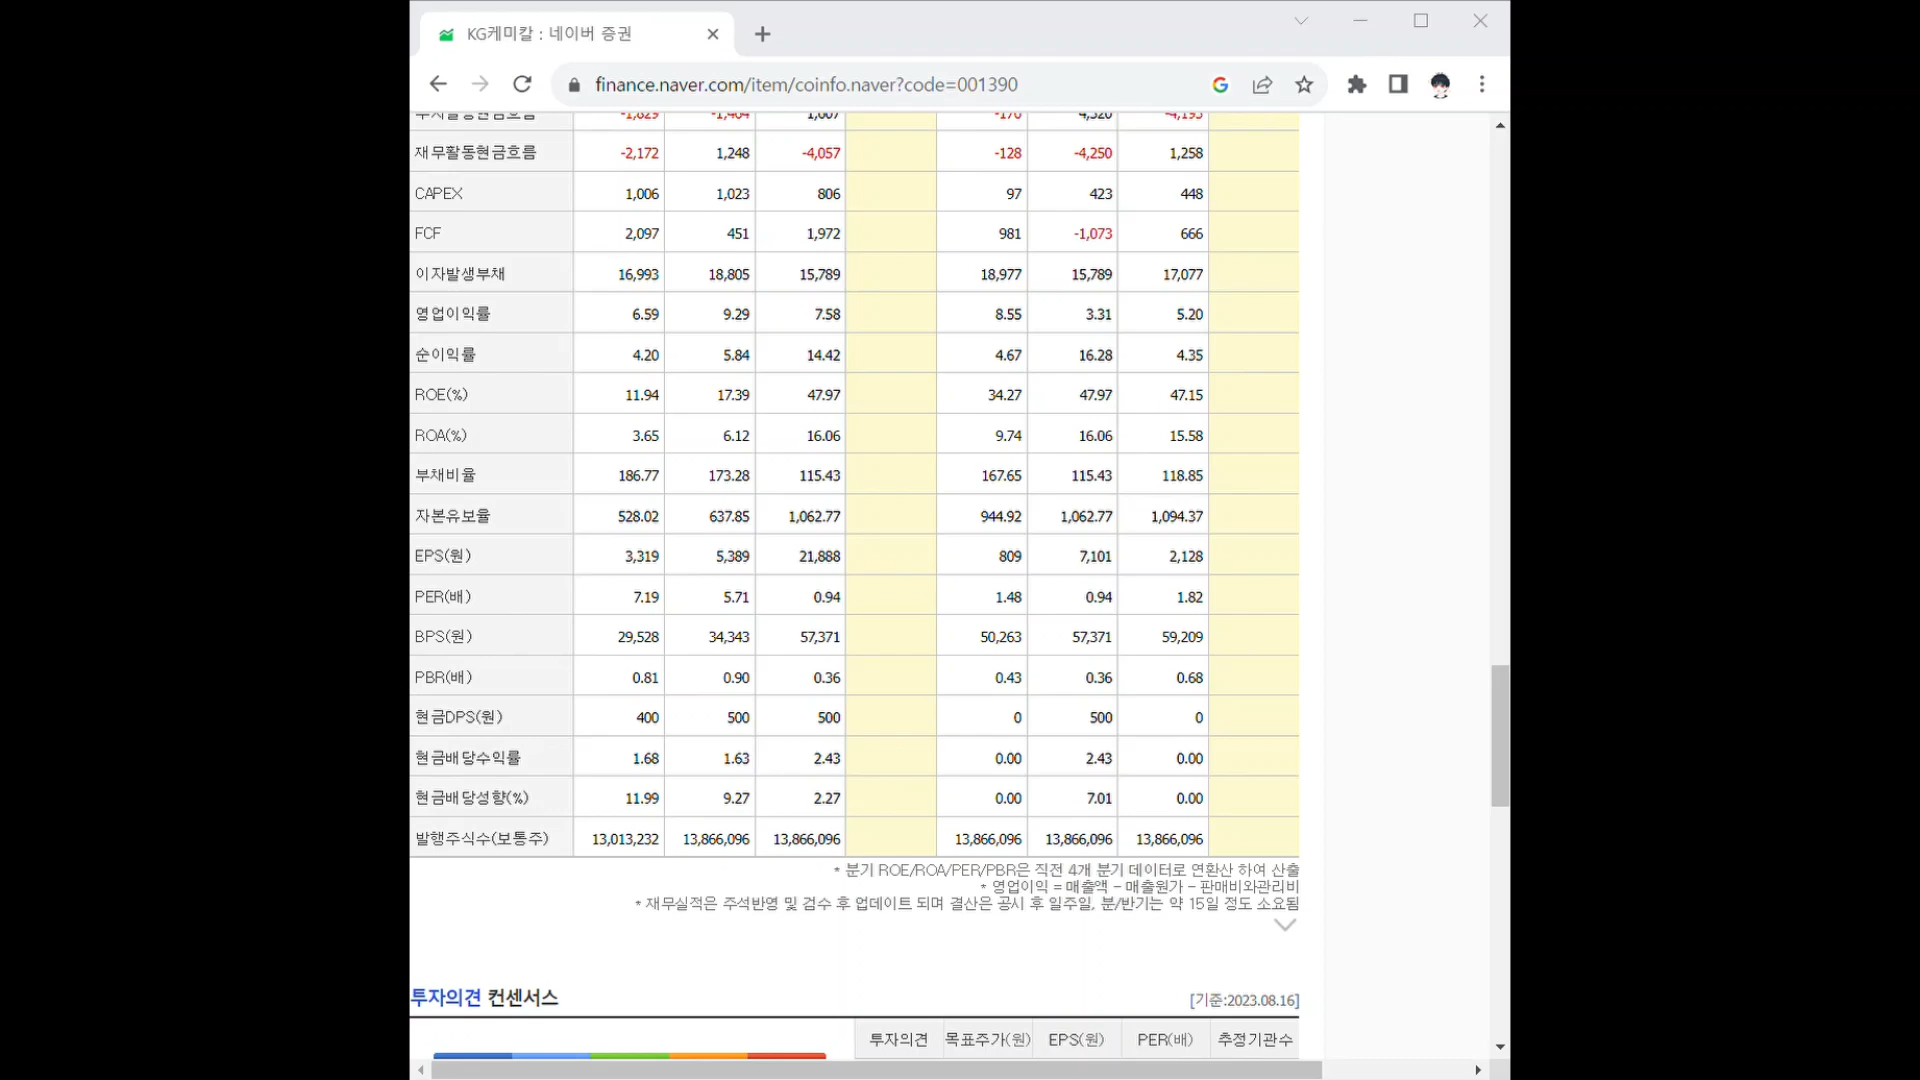 KG케미칼 : 네이버 증권
finance.naver.com/item/coinfo.naver?code=001390
투자활동현금흐름 -1,829 -1,464 1,607 -170 4,320 -4,193
재무활동현금흐름 -2,172 1,248 -4,057 -128 -4,250 1,258
CAPEX 1,006 1,023 806 97 423 448
FCF 2,097 451 1,972 981 -1,073 666
이자발생부채 16,993 18,805 15,789 18,977 15,789 17,077
영업이익률 6.59 9.29 7.58 8.55 3.31 5.20
순이익률 4.20 5.84 14.42 4.67 16.28 4.35
ROE(%) 11.94 17.39 47.97 34.27 47.97 47.15
ROA(%) 3.65 6.12 16.06 9.74 16.06 15.58
부채비율 186.77 173.28 115.43 167.65 115.43 118.85
자본유보율 528.02 637.85 1,062.77 944.92 1,062.77 1,094.37
EPS(원) 3,319 5,389 21,888 809 7,101 2,128
PER(배) 7.19 5.71 0.94 1.48 0.94 1.82
BPS(원) 29,528 34,343 57,371 50,263 57,371 59,209
PBR(배) 0.81 0.90 0.36 0.43 0.36 0.68
현금DPS(원) 400 500 500 0 500 0
현금배당수익률 1.68 1.63 2.43 0.00 2.43 0.00
현금배당성향(%) 11.99 9.27 2.27 0.00 7.01 0.00
발행주식수(보통주) 13,013,232 13,866,096 13,866,096 13,866,096 13,866,096 13,866,096
* 분기 ROE/ROA/PER/PBR은 직전 4개 분기 데이터로 연환산 하여 산출
* 영업이익 = 매출액 - 매출원가 - 판매비와관리비
* 재무실적은 주석반영 및 검수 후 업데이트 되며 결산은 공시 후 일주일, 분/반기는 약 15일 정도 소요됨
투자의견 컨센서스 [기준:2023.08.16]
투자의견 목표주가(원) EPS(원) PER(배) 추정기관수